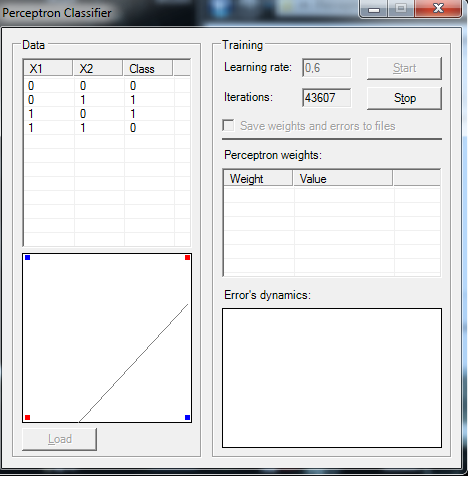 Perceptron Classifier
Data
X1 X2 Class
0 0 0
0 1 1
1 0 1
1 1 0
Load
Training
Learning rate: 0,6 Start
Iterations: 43607 Stop
Save weights and errors to files
Perceptron weights:
Weight Value
Error's dynamics: